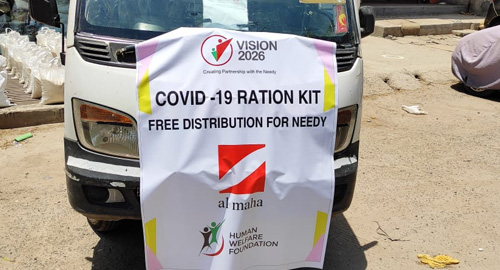 VISION
2026
Creating Partnership with the Needy
COVID -19 RATION KIT
FREE DISTRIBUTION FOR NEEDY
al maha
HUMAN
WELFARE
FOUNDATION